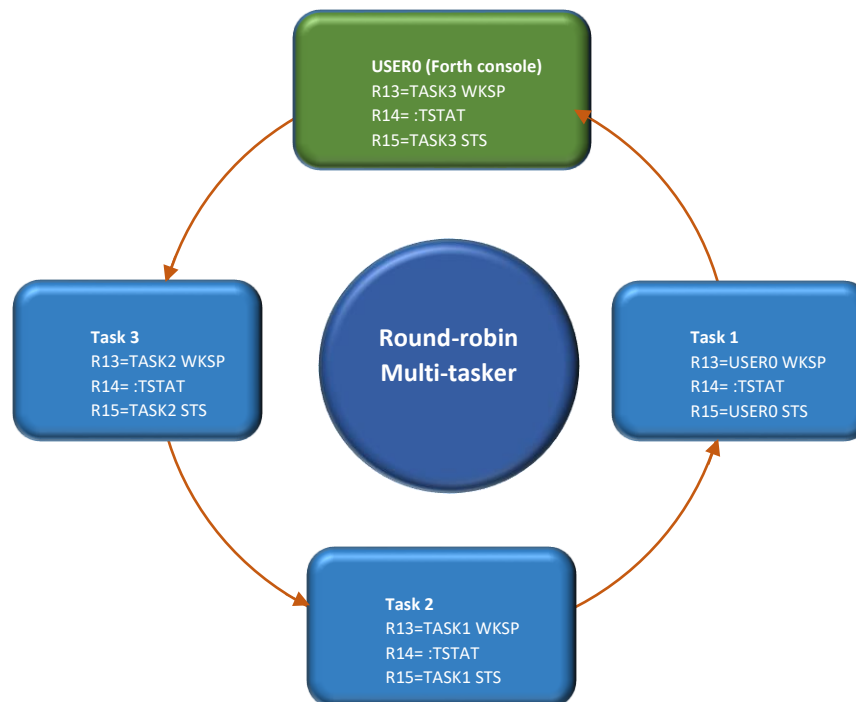 USER0 (Forth console)
R13=TASK3 WKSP
R14= :TSTAT
R15=TASK3 STS
Task 3
R13=TASK2 WKSP
R14= :TSTAT
R15=TASK2 STS
Round-robin
Multi-tasker
Task 1
R13=USER0 WKSP
R14= :TSTAT
R15=USER0 STS
Task 2
R13=TASK1 WKSP
R14= :TSTAT
R15=TASK1 STS